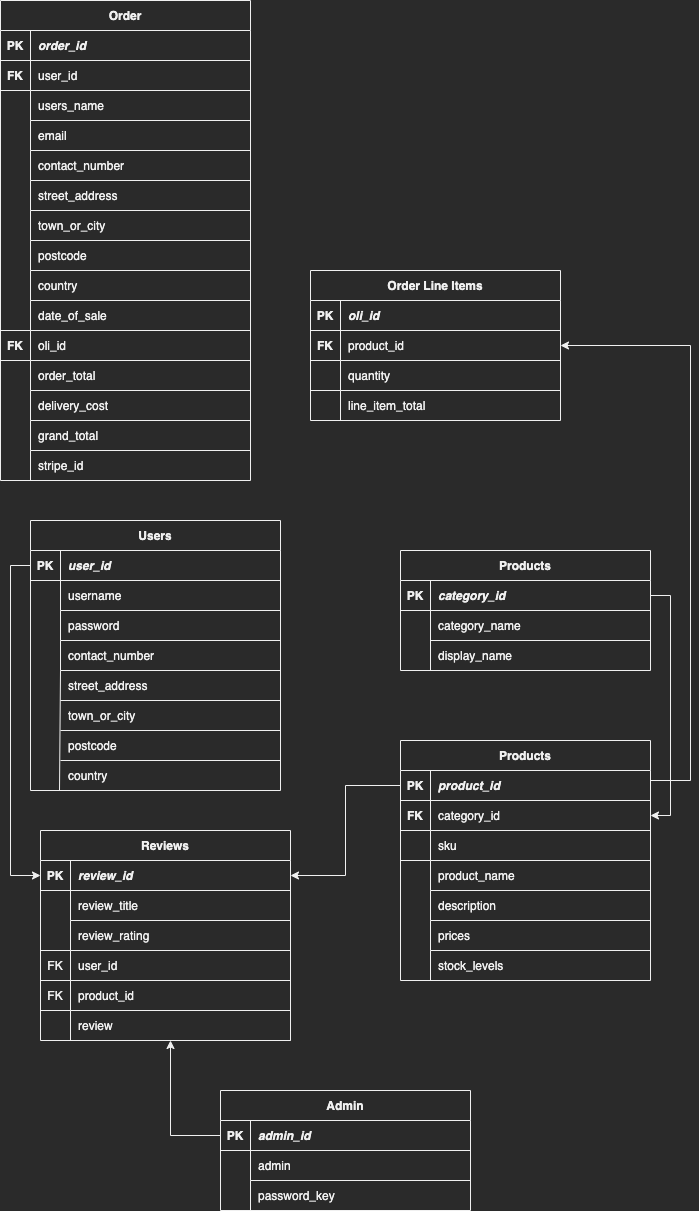 Order
PK order_id
FK user_id
users_name
email
contact_number
street_address
town_or_city
postcode
country
date_of_sale
FK oli_id
order_total
delivery_cost
grand_total
stripe_id
Order Line Items
PK oli_id
FK product_id
quantity
line_item_total
Users
PK user_id
username
password
contact_number
street_address
town_or_city
postcode
country
Products
PK category_id
category_name
display_name
Products
PK product_id
FK category_id
sku
product_name
description
prices
stock_levels
Reviews
PK review_id
review_title
review_rating
FK user_id
FK product_id
review
Admin
PK admin_id
admin
password_key